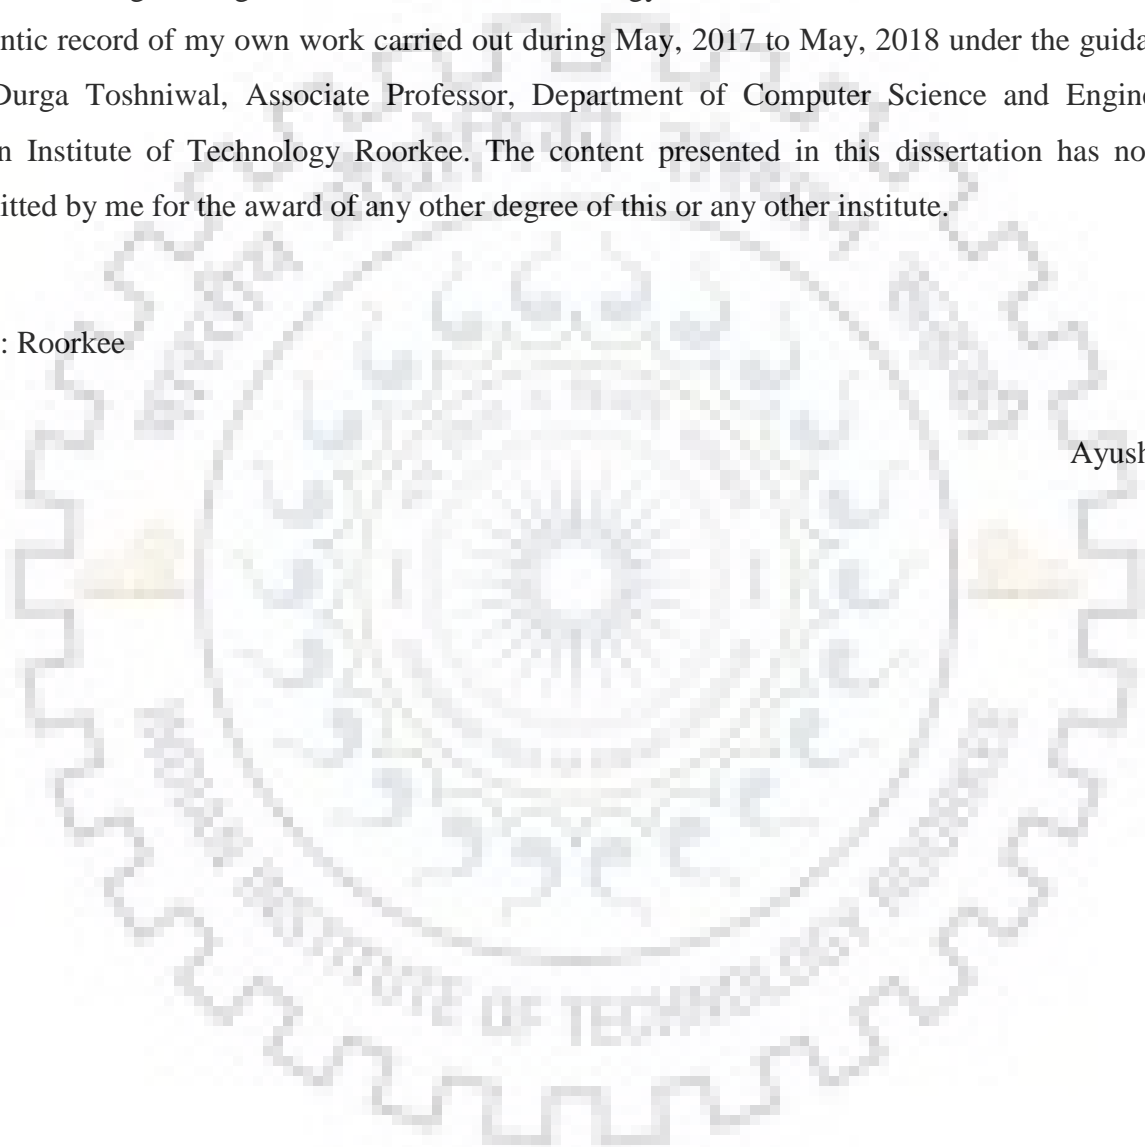 ntic record of my own work carried out during May, 2017 to May, 2018 under the guida
Durga Toshniwal, Associate Professor, Department of Computer Science and Engine
n Institute of Technology Roorkee. The content presented in this dissertation has no
itted by me for the award of any other degree of this or any other institute.
: Roorkee
Ayush
INSTITUTE OF TECHNOLOGY